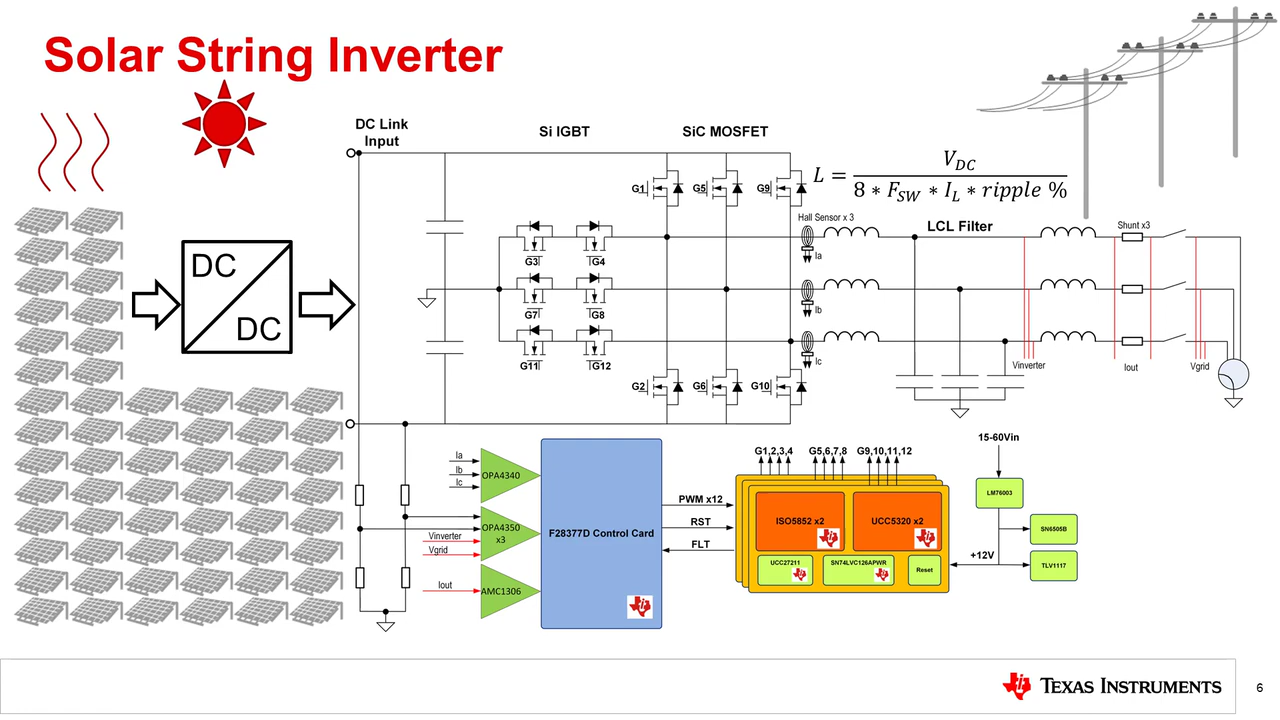 Solar String Inverter
DC Link
Input
Si IGBT
SiC MOSFET
L = V_DC / (8 ∗ F_SW ∗ I_L ∗ ripple %)
G1
G5
G9
Hall Sensor x 3
LCL Filter
Shunt x3
DC
DC
G3
G4
Ia
G7
G8
Ib
G11
G12
Ic
Vinverter
Iout
Vgrid
G2
G6
G10
Ia
Ib
Ic
OPA4340
Vinverter
Vgrid
OPA4350
x3
Iout
AMC1306
F28377D Control Card
PWM x12
RST
FLT
G1,2,3,4
G5,6,7,8
G9,10,11,12
ISO5852 x2
UCC5320 x2
UCC27211
SN74LVC126APWR
Reset
+12V
15-60Vin
LM76003
SN6505B
TLV1117
TEXAS INSTRUMENTS
6